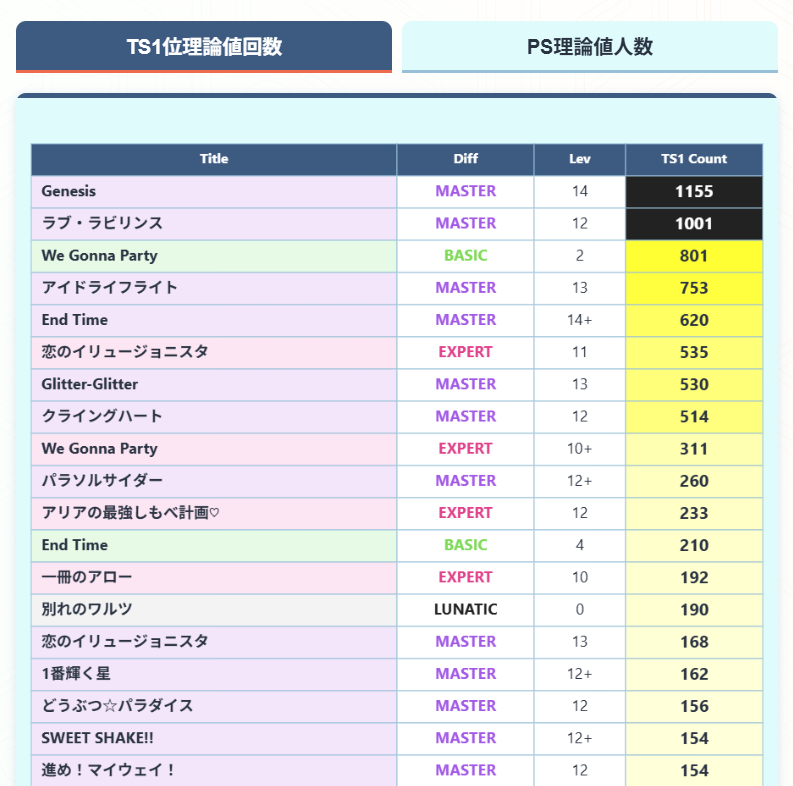 TS1位理論値回数 PS理論値人数
Title Diff Lev TS1 Count
Genesis MASTER 14 1155
ラブ・ラビリンス MASTER 12 1001
We Gonna Party BASIC 2 801
アイドライフライト MASTER 13 753
End Time MASTER 14+ 620
恋のイリュージョニスタ EXPERT 11 535
Glitter-Glitter MASTER 13 530
クライングハート MASTER 12 514
We Gonna Party EXPERT 10+ 311
パラソルサイダー MASTER 12+ 260
アリアの最強しもべ計画♡ EXPERT 12 233
End Time BASIC 4 210
一冊のアロー EXPERT 10 192
別れのワルツ LUNATIC 0 190
恋のイリュージョニスタ MASTER 13 168
1番輝く星 MASTER 12+ 162
どうぶつ☆パラダイス MASTER 12 156
SWEET SHAKE!! MASTER 12+ 154
進め！マイウェイ！ MASTER 12 154